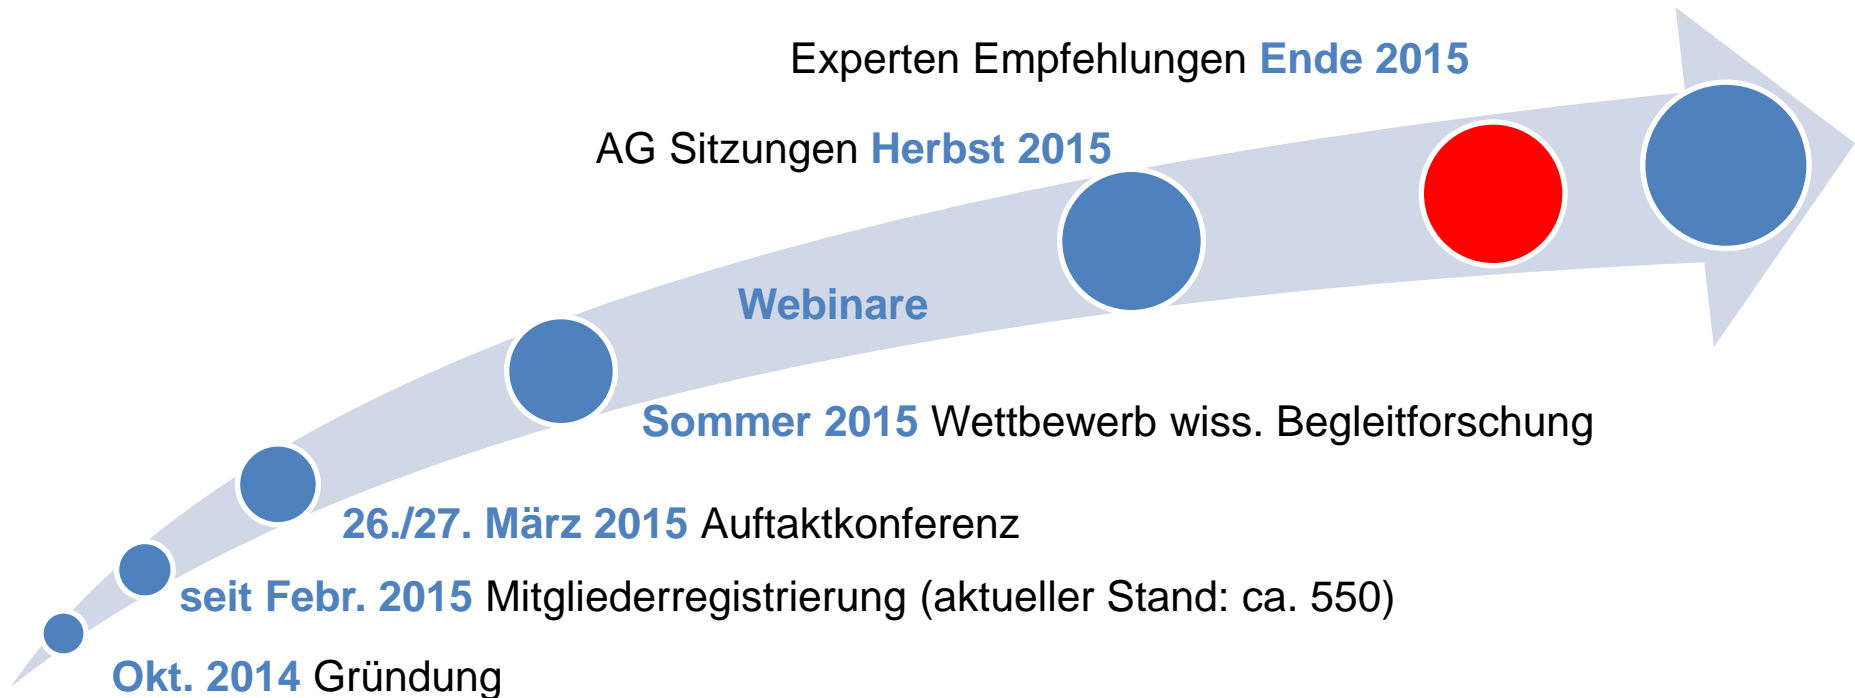 Experten Empfehlungen Ende 2015
AG Sitzungen Herbst 2015
Webinare
Sommer 2015 Wettbewerb wiss. Begleitforschung
26./27. März 2015 Auftaktkonferenz
seit Febr. 2015 Mitgliederregistrierung (aktueller Stand: ca. 550)
Okt. 2014 Gründung